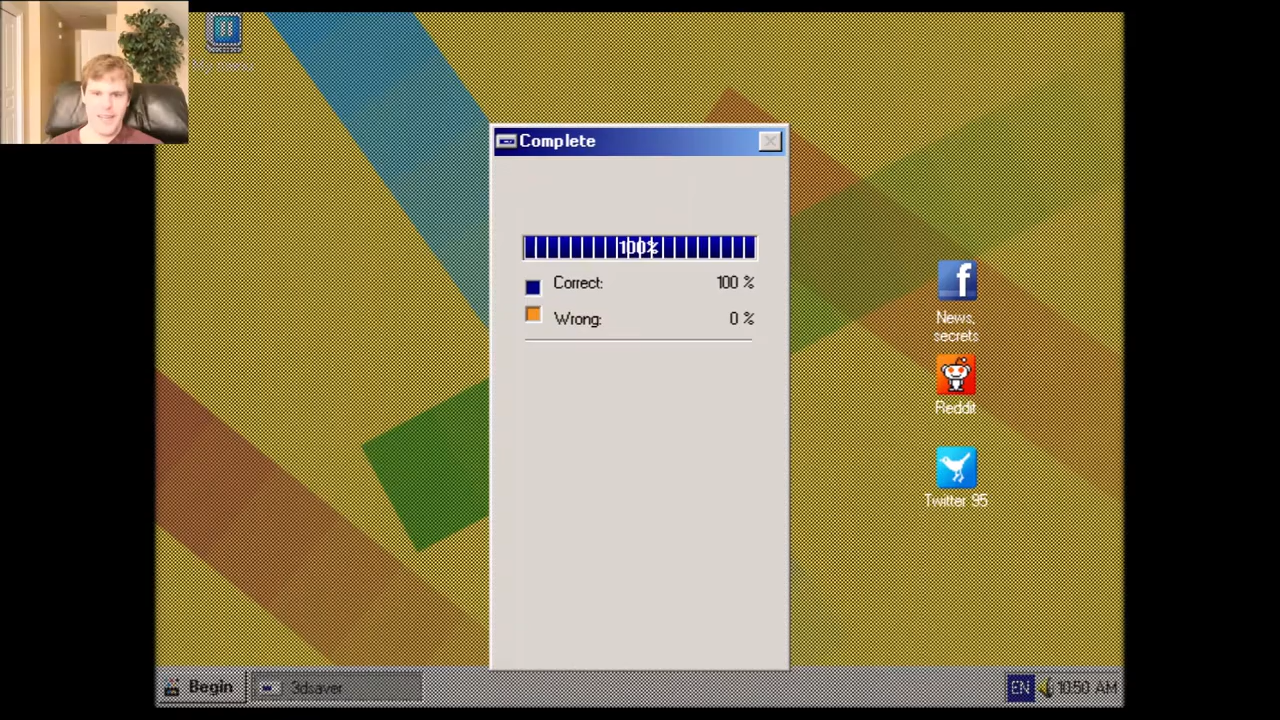 Complete
100%
Correct: 100 %
Wrong: 0 %
News,
secrets
Reddit
Twitter 95
Begin
3dsaver
EN
10:50 AM